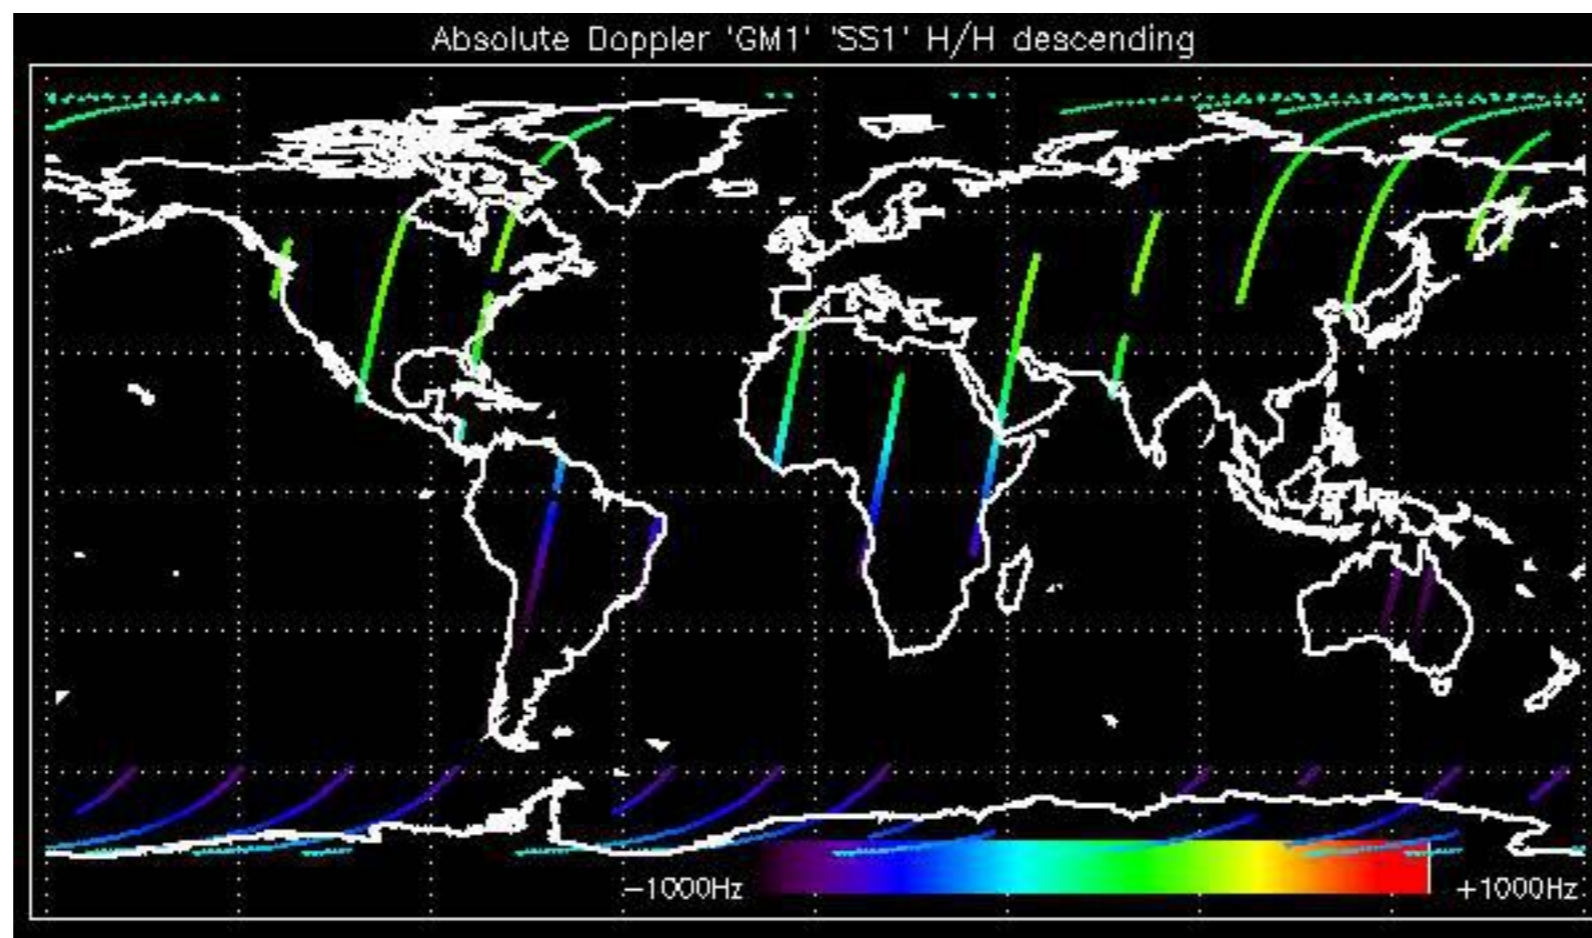 Absolute Doppler 'GM1' 'SS1' H/H descending
-1000Hz
+1000Hz